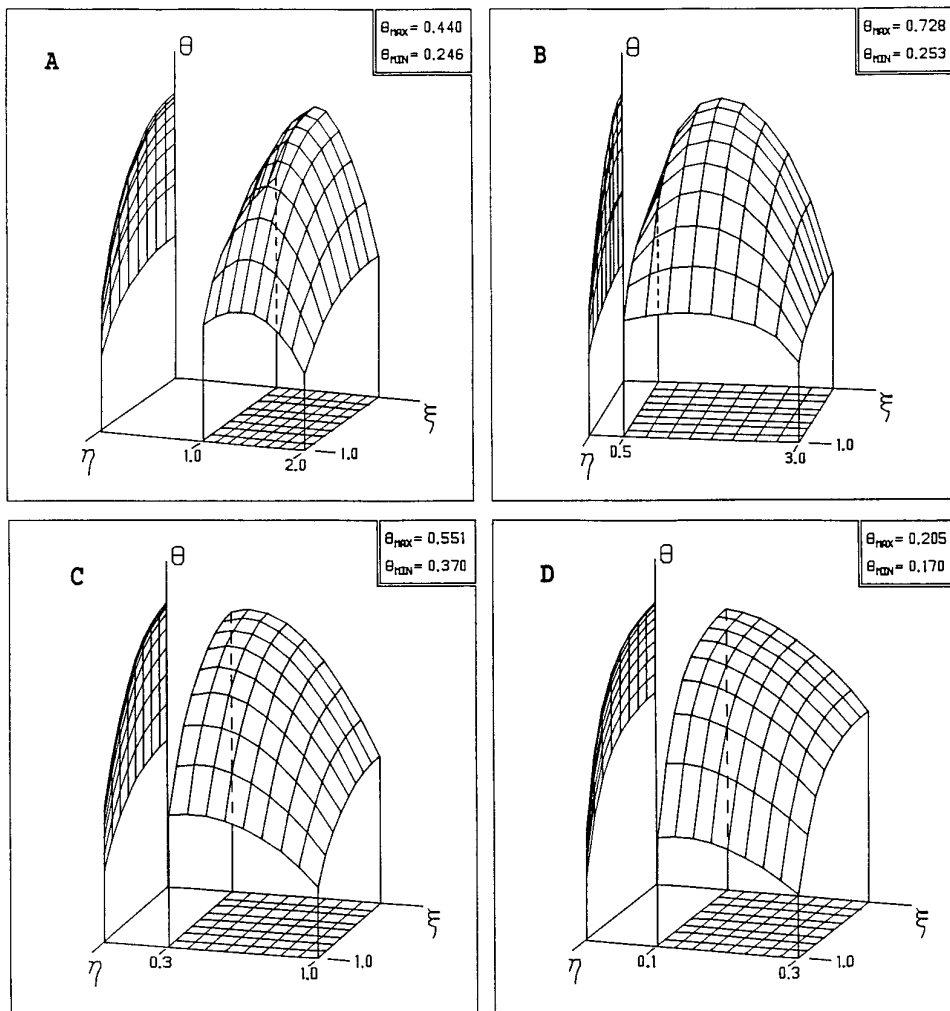 A
θ
θMAX = 0.440
θMIN = 0.246
η
1.0
2.0
1.0
ξ
B
θ
θMAX = 0.728
θMIN = 0.253
η
0.5
3.0
1.0
ξ
C
θ
θMAX = 0.551
θMIN = 0.370
η
0.3
1.0
1.0
ξ
D
θ
θMAX = 0.205
θMIN = 0.170
η
0.1
0.3
1.0
ξ